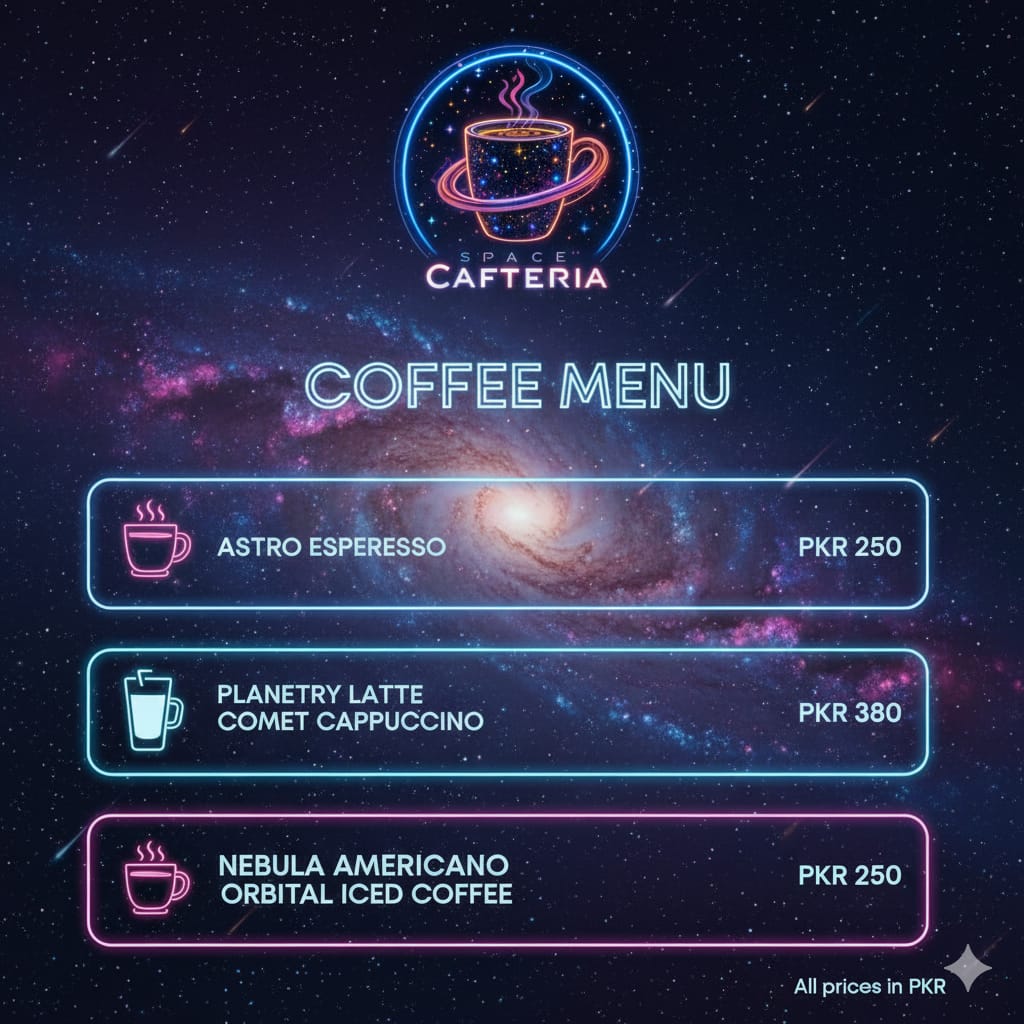 SPACE
CAFTERIA
COFFEE MENU
ASTRO ESPERESSO
PKR 250
PLANETRY LATTE
COMET CAPPUCCINO
PKR 380
NEBULA AMERICANO
ORBITAL ICED COFFEE
PKR 250
All prices in PKR